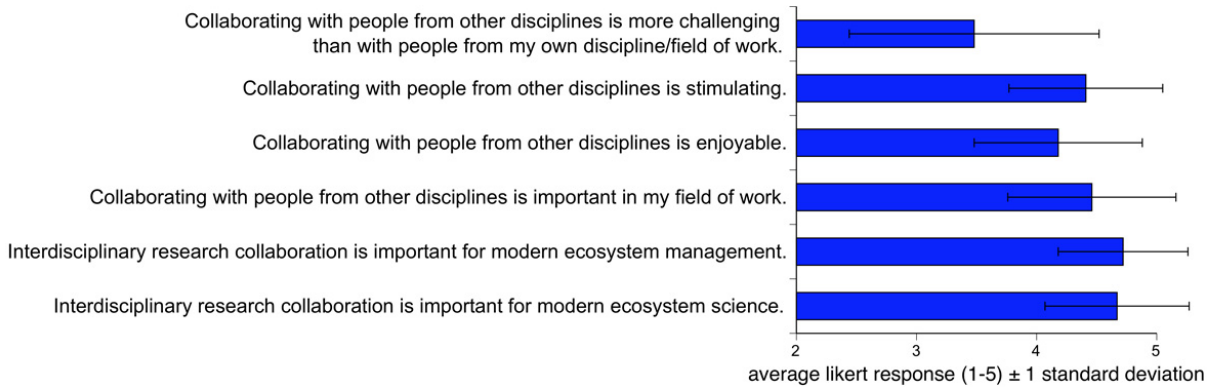 Collaborating with people from other disciplines is more challenging
than with people from my own discipline/field of work.
Collaborating with people from other disciplines is stimulating.
Collaborating with people from other disciplines is enjoyable.
Collaborating with people from other disciplines is important in my field of work.
Interdisciplinary research collaboration is important for modern ecosystem management.
Interdisciplinary research collaboration is important for modern ecosystem science.
2 3 4 5
average likert response (1-5) ± 1 standard deviation